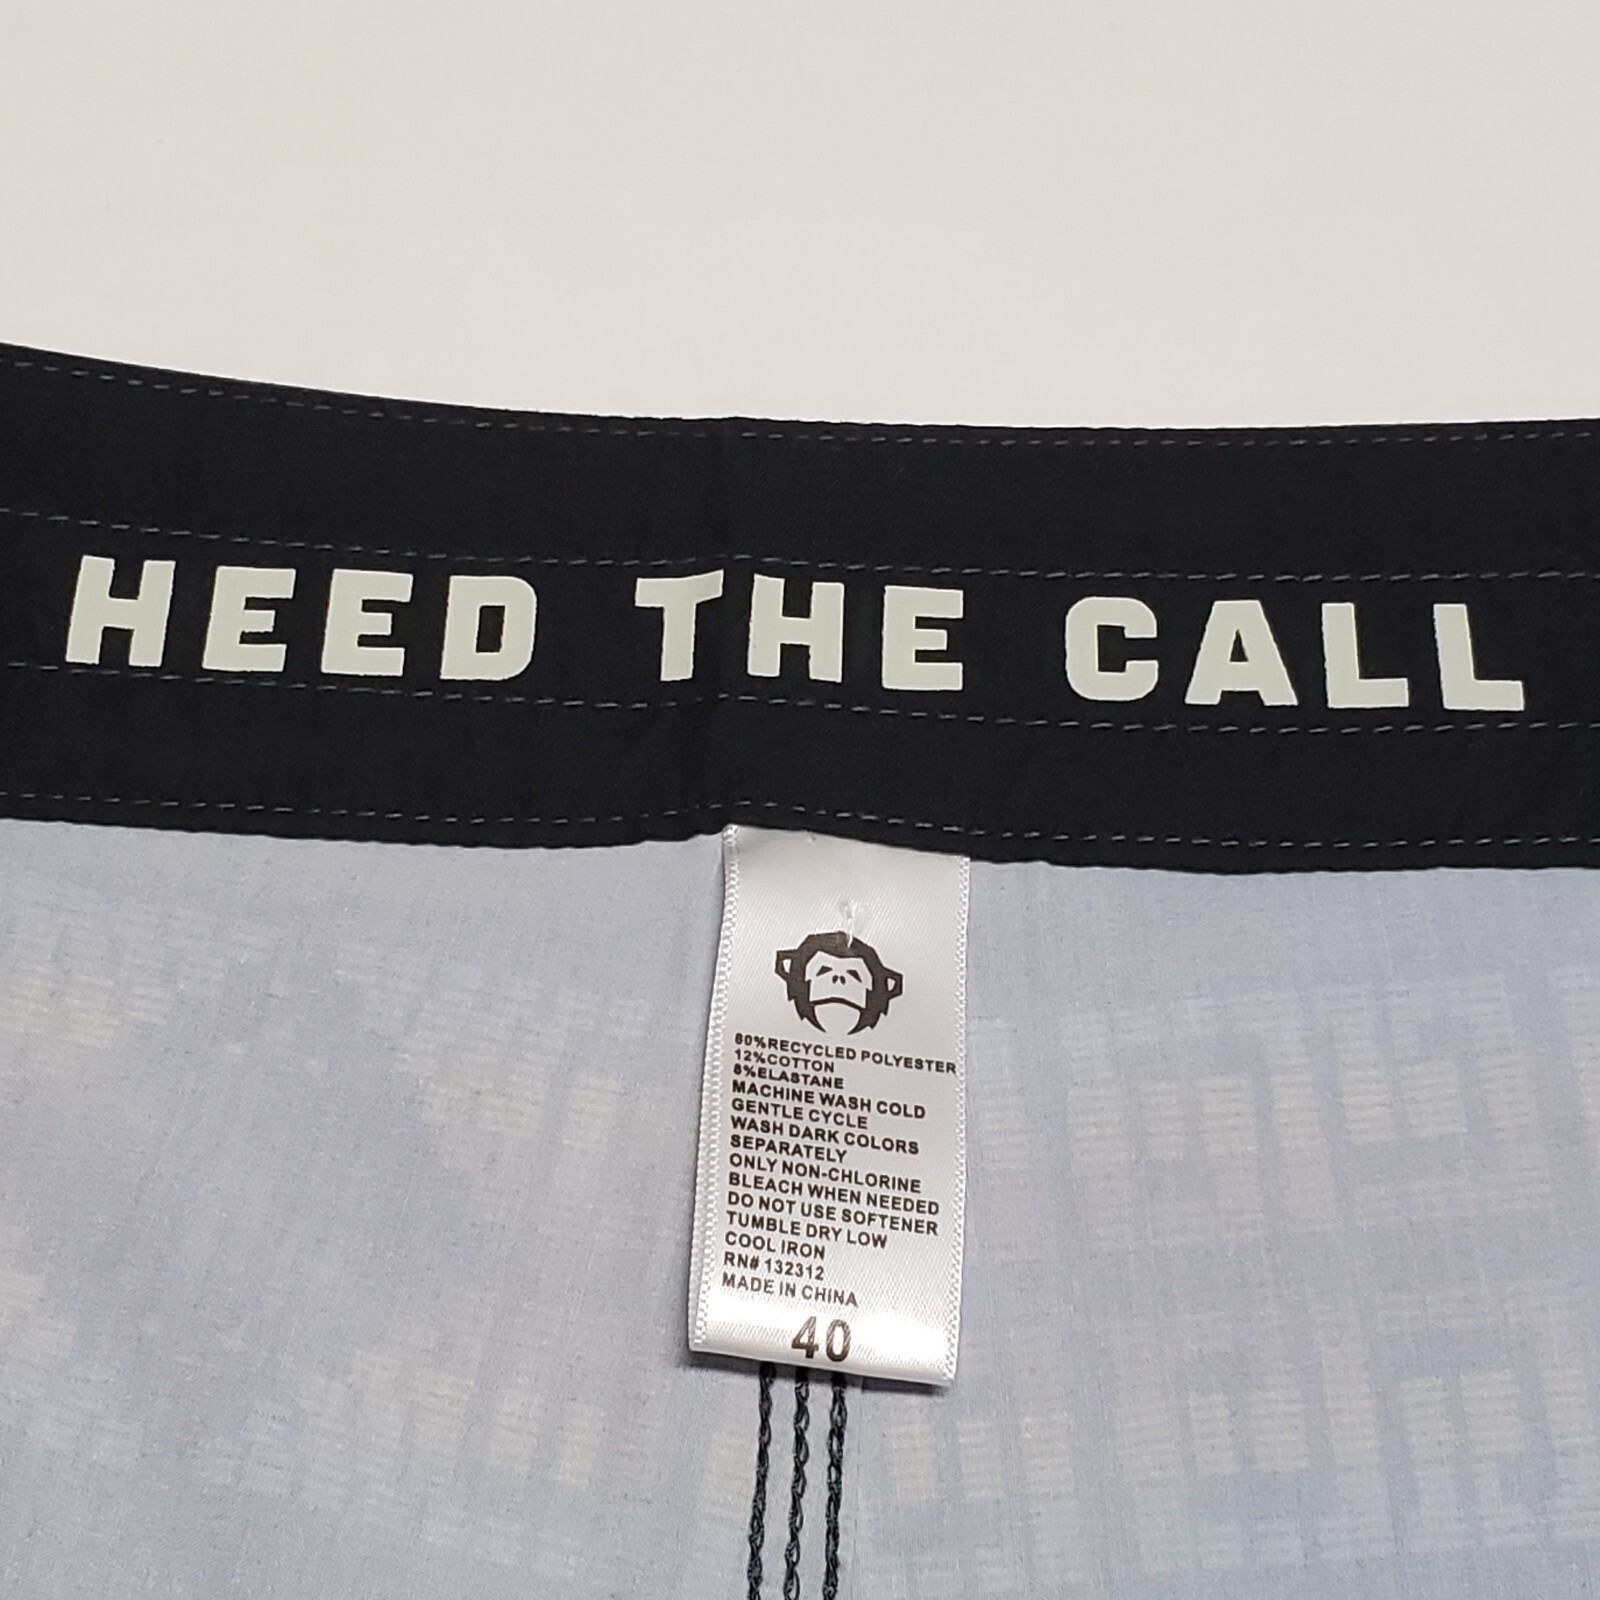 HEED THE CALL
80%RECYCLED POLYESTER
12%COTTON
8%ELASTANE
MACHINE WASH COLD
GENTLE CYCLE
WASH DARK COLORS
SEPARATELY
ONLY NON-CHLORINE
BLEACH WHEN NEEDED
DO NOT USE SOFTENER
TUMBLE DRY LOW
COOL IRON
RN# 132312
MADE IN CHINA
40